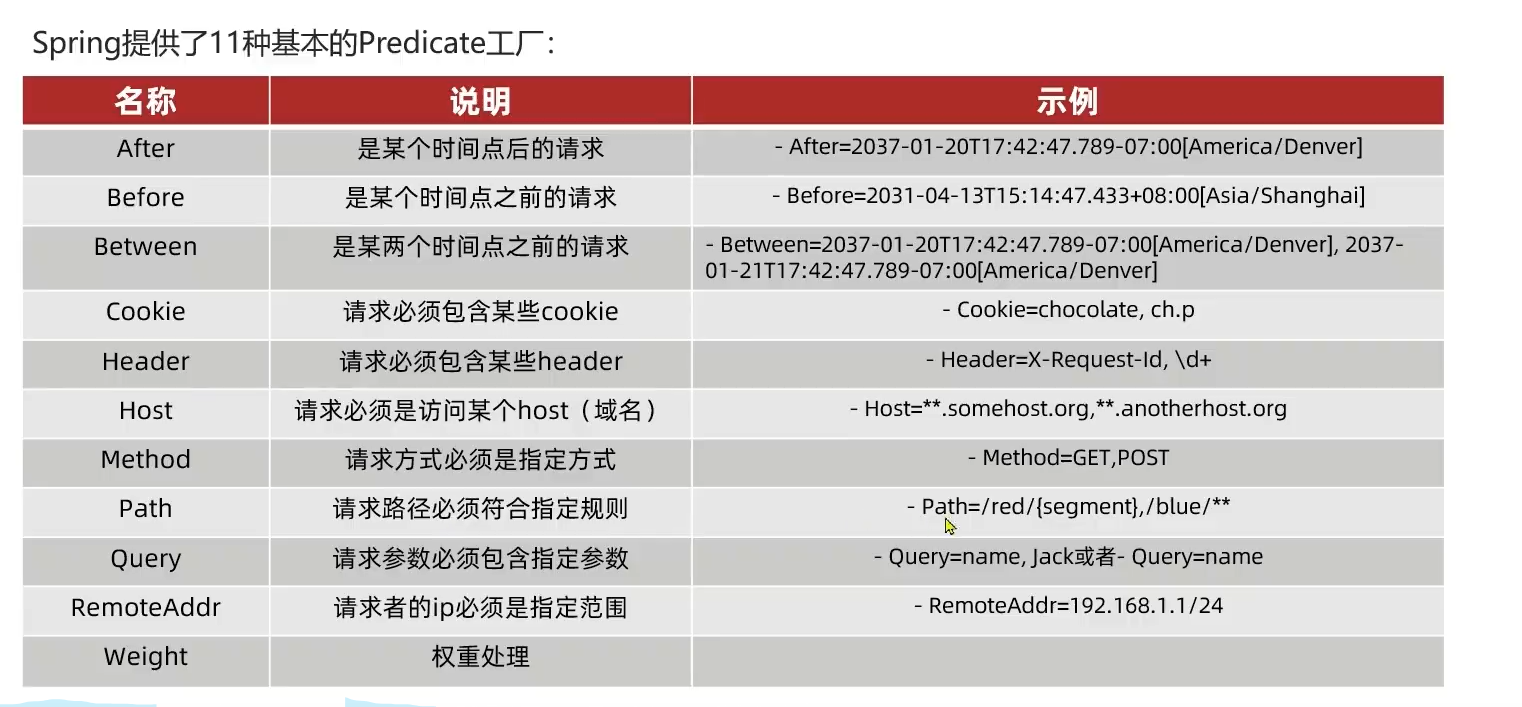 Spring提供了11种基本的Predicate工厂：
名称 说明 示例
After 是某个时间点后的请求 - After=2037-01-20T17:42:47.789-07:00[America/Denver]
Before 是某个时间点之前的请求 - Before=2031-04-13T15:14:47.433+08:00[Asia/Shanghai]
Between 是某两个时间点之前的请求 - Between=2037-01-20T17:42:47.789-07:00[America/Denver], 2037-
01-21T17:42:47.789-07:00[America/Denver]
Cookie 请求必须包含某些cookie - Cookie=chocolate, ch.p
Header 请求必须包含某些header - Header=X-Request-Id, \d+
Host 请求必须是访问某个host（域名） - Host=**.somehost.org,**.anotherhost.org
Method 请求方式必须是指定方式 - Method=GET,POST
Path 请求路径必须符合指定规则 - Path=/red/{segment},/blue/**
Query 请求参数必须包含指定参数 - Query=name, Jack或者- Query=name
RemoteAddr 请求者的ip必须是指定范围 - RemoteAddr=192.168.1.1/24
Weight 权重处理